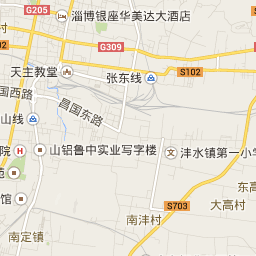 G205
淄博银座华美达大酒店
G309
天主教堂
张东线
S102
国西路
昌国东路
山线
院
山铝鲁中实业写字楼
沣水镇第一小学
东高
大高村
馆
S703
南沣村
南定镇